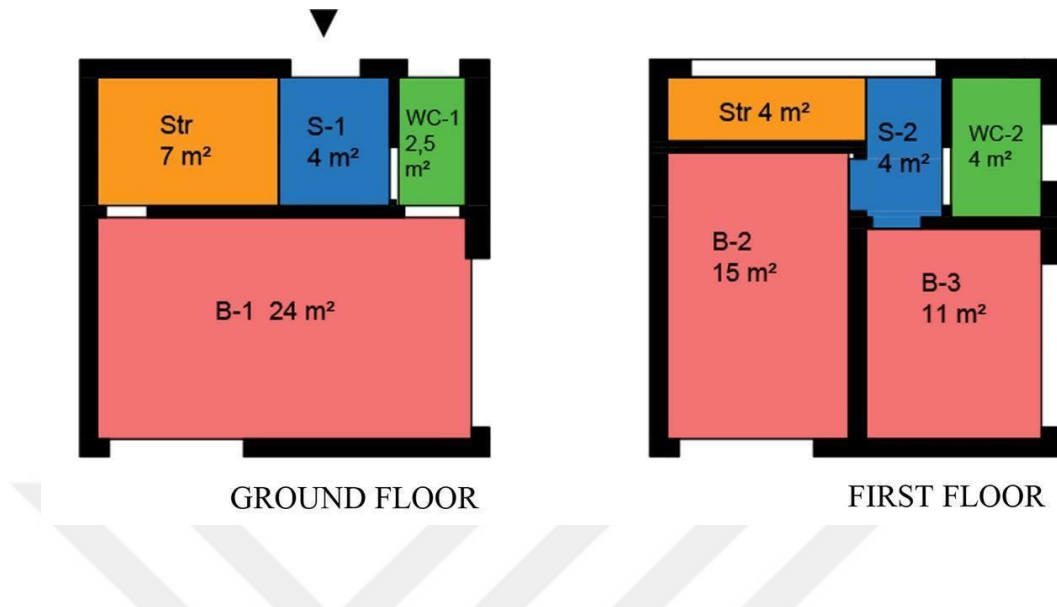 Str
7 m²
S-1
4 m²
WC-1
2,5
m²
B-1 24 m²
GROUND FLOOR
Str 4 m²
S-2
4 m²
WC-2
4 m²
B-2
15 m²
B-3
11 m²
FIRST FLOOR